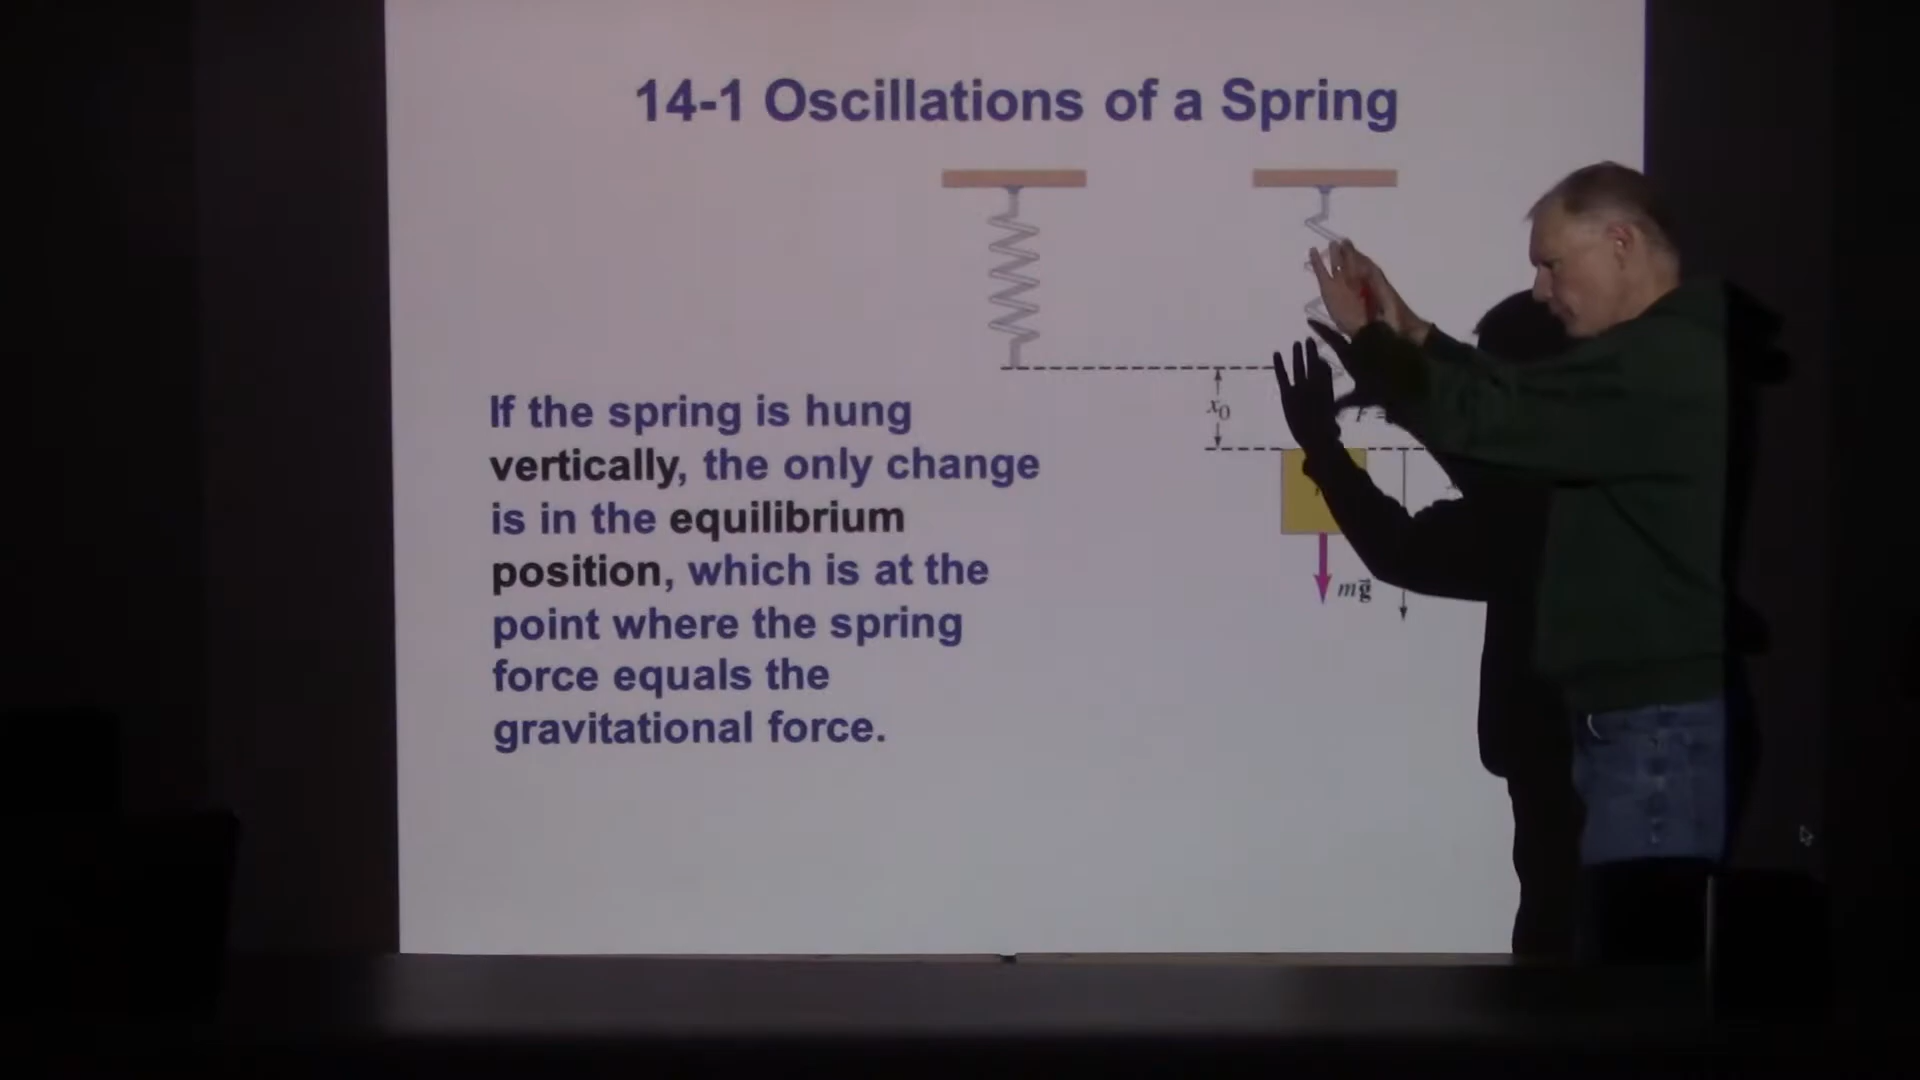 14-1 Oscillations of a Spring
If the spring is hung
vertically, the only change
is in the equilibrium
position, which is at the
point where the spring
force equals the
gravitational force.
x₀
F =
mg⃗